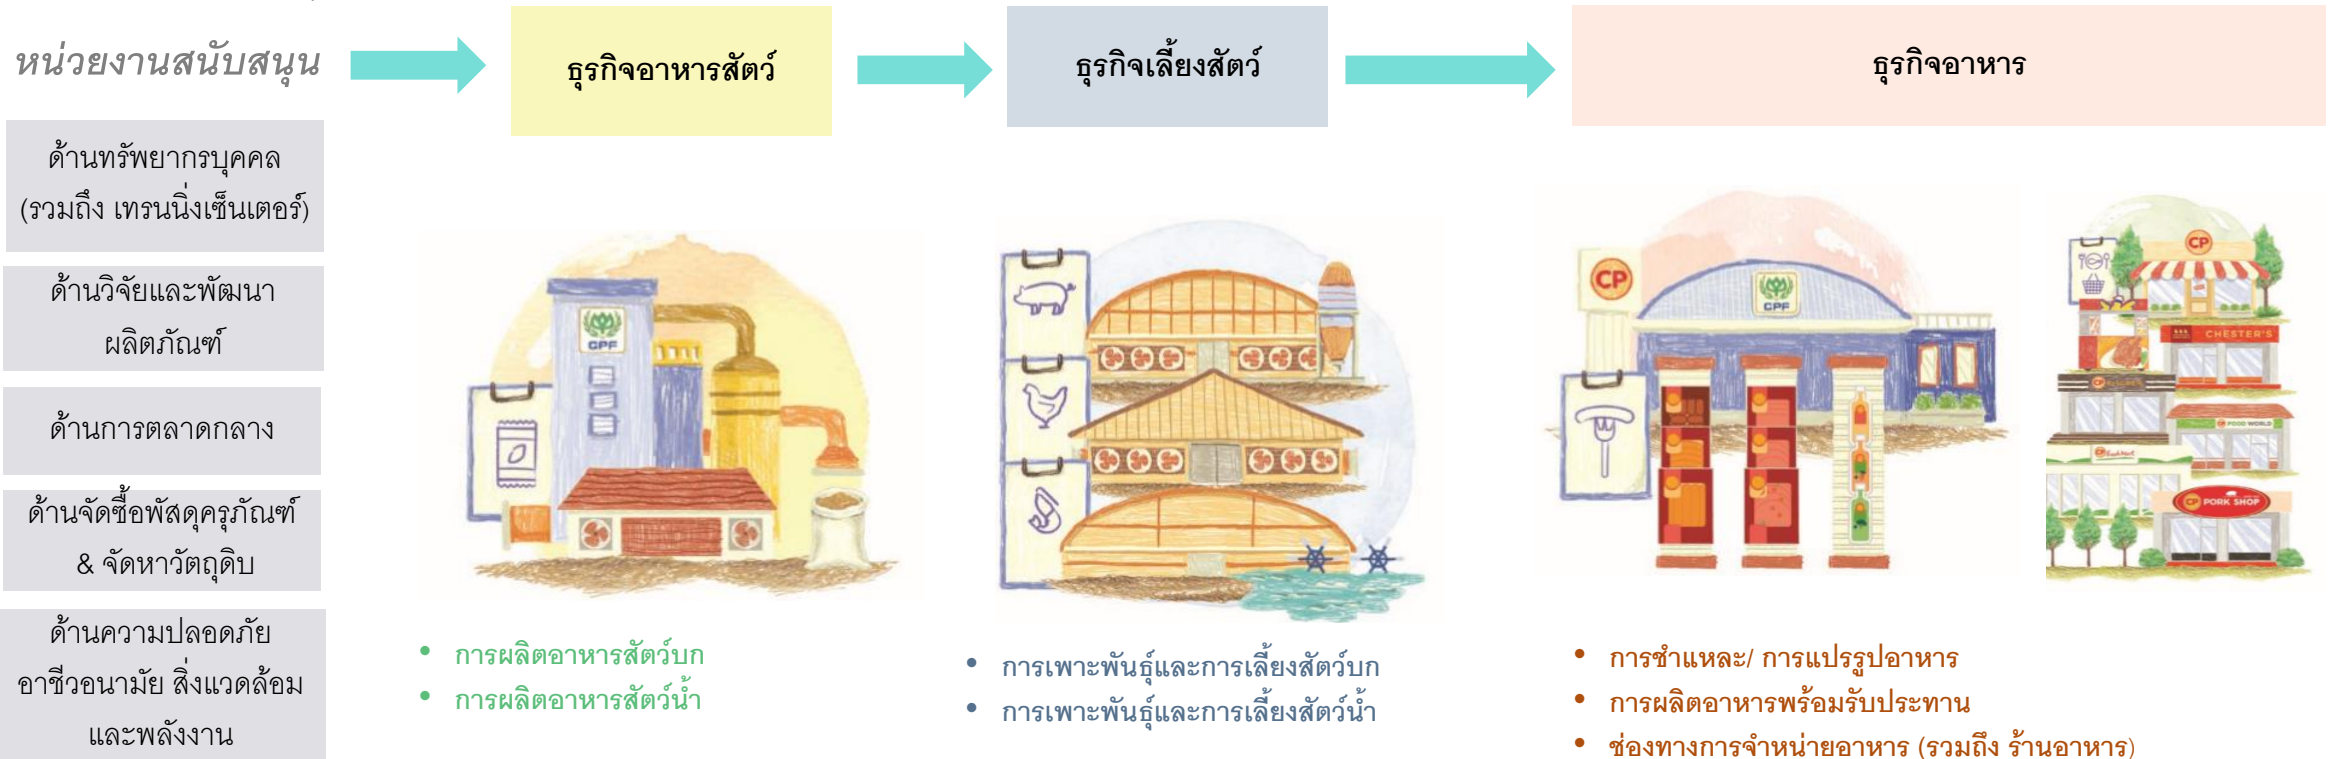 หน่วยงานสนับสนุน
ธุรกิจอาหารสัตว์
ธุรกิจเลี้ยงสัตว์
ธุรกิจอาหาร
ด้านทรัพยากรบุคคล
(รวมถึง เทรนนิ่งเซ็นเตอร์)
ด้านวิจัยและพัฒนา
ผลิตภัณฑ์
ด้านการตลาดกลาง
ด้านจัดซื้อพัสดุครุภัณฑ์
& จัดหาวัตถุดิบ
ด้านความปลอดภัย
อาชีวอนามัย สิ่งแวดล้อม
และพลังงาน
CPF
CP
CPF
CP
CHESTER'S
CP
CP FOOD WORLD
CP Fresh Mart
CP PORK SHOP
• การผลิตอาหารสัตว์บก
• การผลิตอาหารสัตว์น้ำ
• การเพาะพันธุ์และการเลี้ยงสัตว์บก
• การเพาะพันธุ์และการเลี้ยงสัตว์น้ำ
• การชำแหละ/ การแปรรูปอาหาร
• การผลิตอาหารพร้อมรับประทาน
• ช่องทางการจำหน่ายอาหาร (รวมถึง ร้านอาหาร)